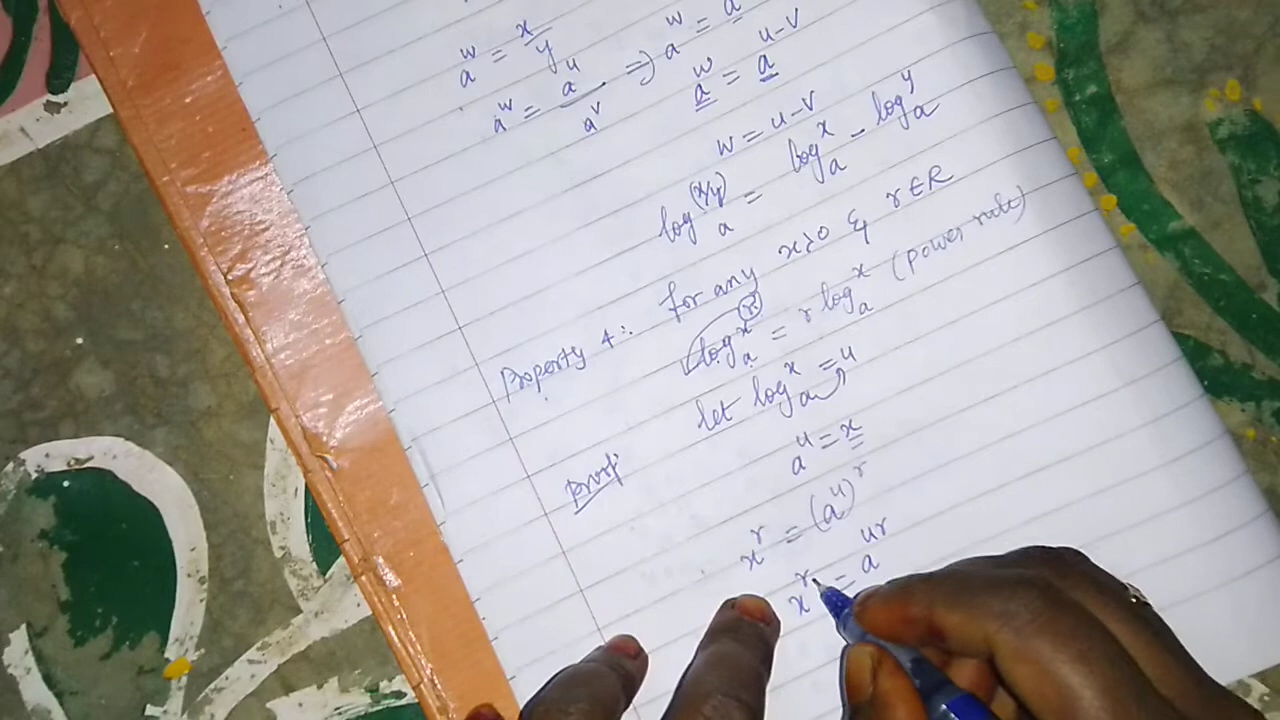 a^w = x/y
a^w = a^u/a^v ⇒ a^w = a
a^w = a^(u-v)
w = u-v
log_a^(x/y) = log_a^x - log_a^y
Property 4:. for any x>0 & r∈R
log_a^(x^r) = r log_a^x (power rule)
proof let log_a^x = u
a^u = x
x^r = (a^u)^r
x^r = a^(ur)